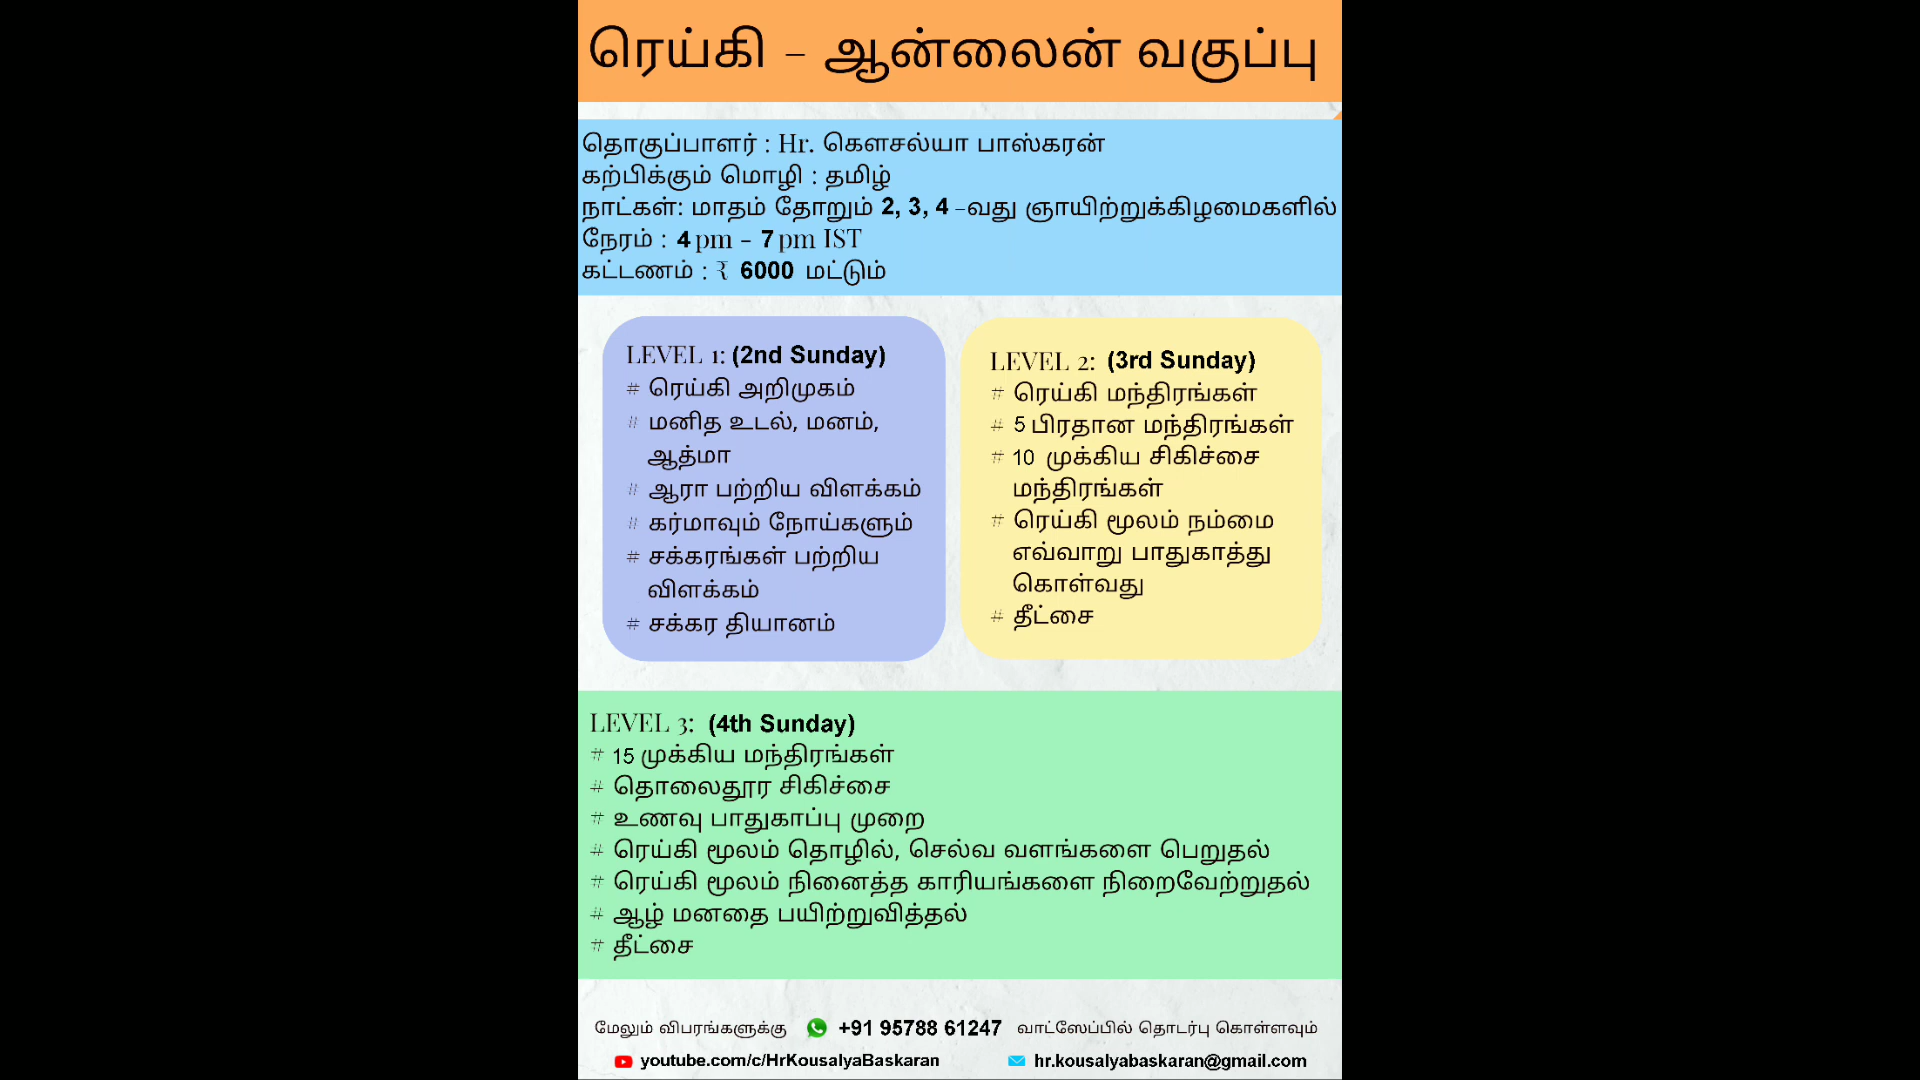 ரெய்கி - ஆன்லைன் வகுப்பு
தொகுப்பாளர் : Hr. கௌசல்யா பாஸ்கரன்
கற்பிக்கும் மொழி : தமிழ்
நாட்கள்: மாதம் தோறும் 2, 3, 4 -வது ஞாயிற்றுக்கிழமைகளில்
நேரம் : 4 pm - 7 pm IST
கட்டணம் : ₹ 6000 மட்டும்
LEVEL 1: (2nd Sunday)
# ரெய்கி அறிமுகம்
# மனித உடல், மனம்,
ஆத்மா
# ஆரா பற்றிய விளக்கம்
# கர்மாவும் நோய்களும்
# சக்கரங்கள் பற்றிய
விளக்கம்
# சக்கர தியானம்
LEVEL 2: (3rd Sunday)
# ரெய்கி மந்திரங்கள்
# 5 பிரதான மந்திரங்கள்
# 10 முக்கிய சிகிச்சை
மந்திரங்கள்
# ரெய்கி மூலம் நம்மை
எவ்வாறு பாதுகாத்து
கொள்வது
# தீட்சை
LEVEL 3: (4th Sunday)
# 15 முக்கிய மந்திரங்கள்
# தொலைதூர சிகிச்சை
# உணவு பாதுகாப்பு முறை
# ரெய்கி மூலம் தொழில், செல்வ வளங்களை பெறுதல்
# ரெய்கி மூலம் நினைத்த காரியங்களை நிறைவேற்றுதல்
# ஆழ் மனதை பயிற்றுவித்தல்
# தீட்சை
மேலும் விபரங்களுக்கு +91 95788 61247 வாட்ஸேப்பில் தொடர்பு கொள்ளவும்
youtube.com/c/HrKousalyaBaskaran hr.kousalyabaskaran@gmail.com